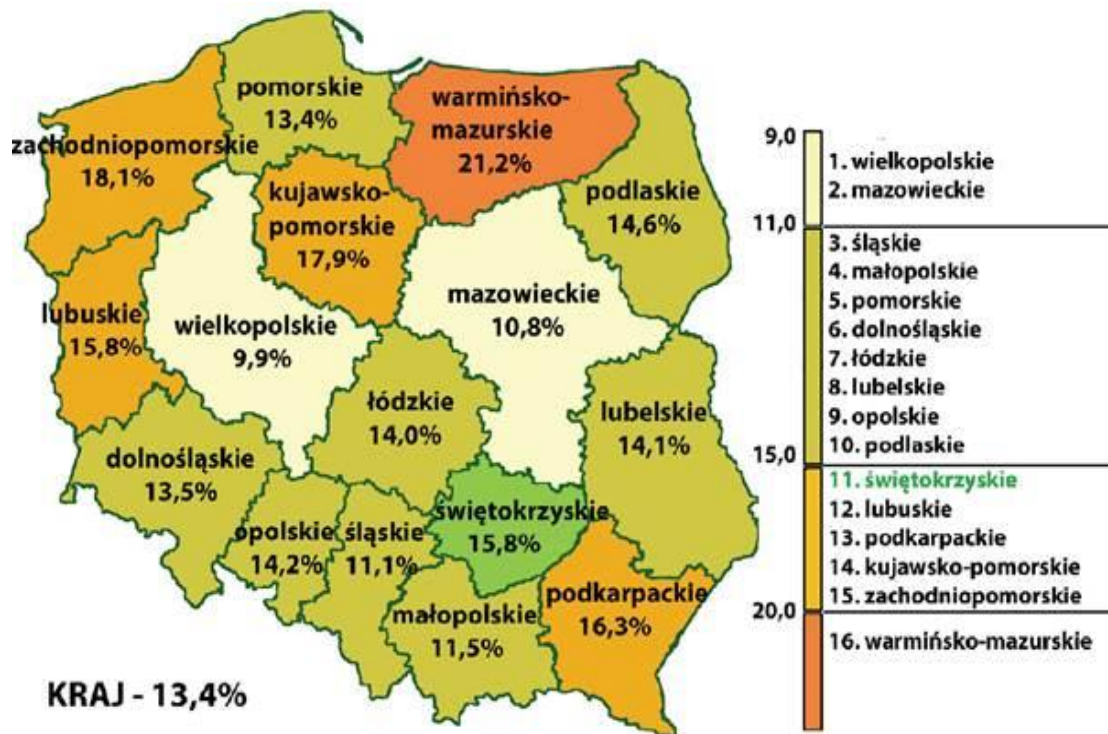 pomorskie
13,4%
warmińsko-
mazurskie
21,2%
zachodniopomorskie
18,1%
kujawsko-
pomorskie
17,9%
podlaskie
14,6%
lubuskie
15,8%
wielkopolskie
9,9%
mazowieckie
10,8%
łódzkie
14,0%
lubelskie
14,1%
dolnośląskie
13,5%
opolskie
14,2%
śląskie
11,1%
świętokrzyskie
15,8%
małopolskie
11,5%
podkarpackie
16,3%
KRAJ - 13,4%
9,0
1. wielkopolskie
2. mazowieckie
11,0
3. śląskie
4. małopolskie
5. pomorskie
6. dolnośląskie
7. łódzkie
8. lubelskie
9. opolskie
10. podlaskie
15,0
11. świętokrzyskie
12. lubuskie
13. podkarpackie
14. kujawsko-pomorskie
15. zachodniopomorskie
20,0
16. warmińsko-mazurskie